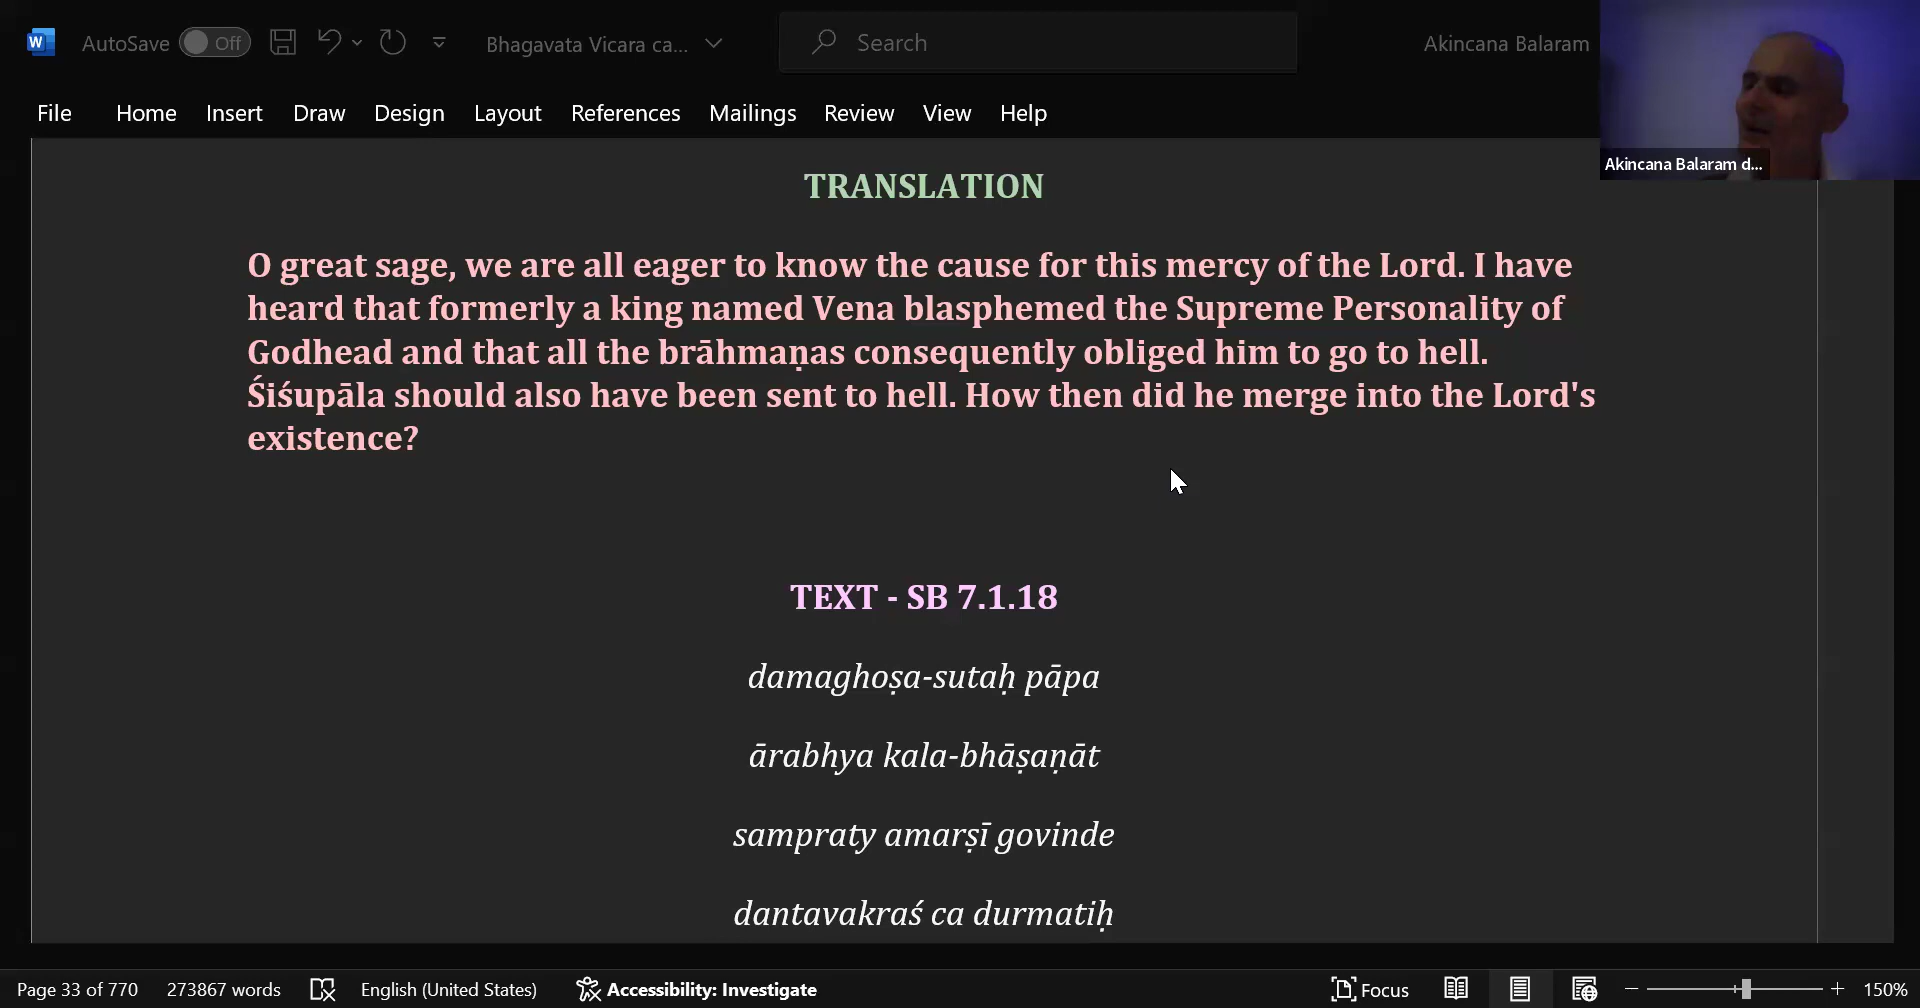 W AutoSave Off Bhagavata Vicara ca... Search Akincana Balaram
File Home Insert Draw Design Layout References Mailings Review View Help
Akincana Balaram d...
TRANSLATION
O great sage, we are all eager to know the cause for this mercy of the Lord. I have
heard that formerly a king named Vena blasphemed the Supreme Personality of
Godhead and that all the brāhmaṇas consequently obliged him to go to hell.
Śiśupāla should also have been sent to hell. How then did he merge into the Lord's
existence?
TEXT - SB 7.1.18
damaghoṣa-sutaḥ pāpa
ārabhya kala-bhāṣaṇāt
sampraty amarṣī govinde
dantavakraś ca durmatiḥ
Page 33 of 770 273867 words English (United States) Accessibility: Investigate Focus 150%